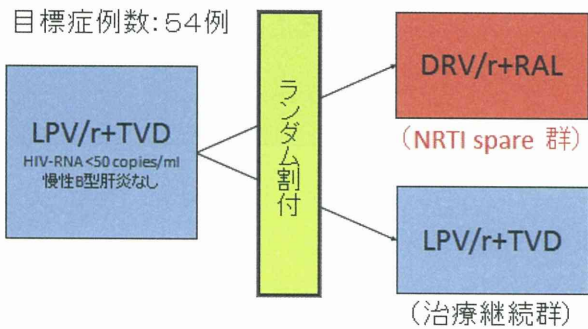 目標症例数:54例
LPV/r+TVD
HIV-RNA<50 copies/ml
慢性B型肝炎なし
ランダム割付
DRV/r+RAL
(NRTI spare 群)
LPV/r+TVD
(治療継続群)